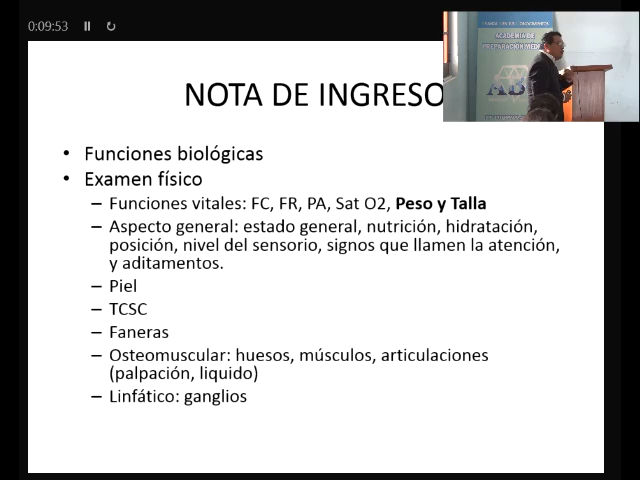 0:09:53
NOTA DE INGRESO
ACADEMIA DE
• Funciones biológicas
• Examen físico
– Funciones vitales: FC, FR, PA, Sat O2, Peso y Talla
– Aspecto general: estado general, nutrición, hidratación,
posición, nivel del sensorio, signos que llamen la atención,
y aditamentos.
– Piel
– TCSC
– Faneras
– Osteomuscular: huesos, músculos, articulaciones
(palpación, liquido)
– Linfático: ganglios